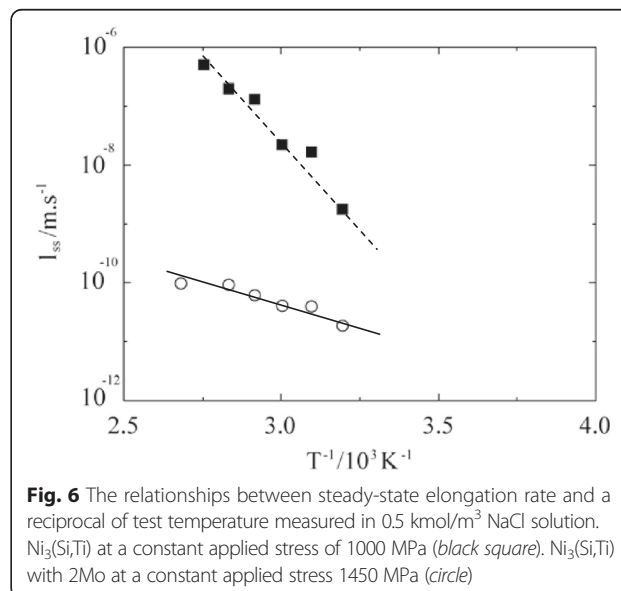 10⁻⁶
10⁻⁸
10⁻¹⁰
10⁻¹²
l_ss/m.s⁻¹
2.5 3.0 3.5 4.0
T⁻¹/10³ K⁻¹
Fig. 6 The relationships between steady-state elongation rate and a
reciprocal of test temperature measured in 0.5 kmol/m³ NaCl solution.
Ni₃(Si,Ti) at a constant applied stress of 1000 MPa (black square). Ni₃(Si,Ti)
with 2Mo at a constant applied stress 1450 MPa (circle)